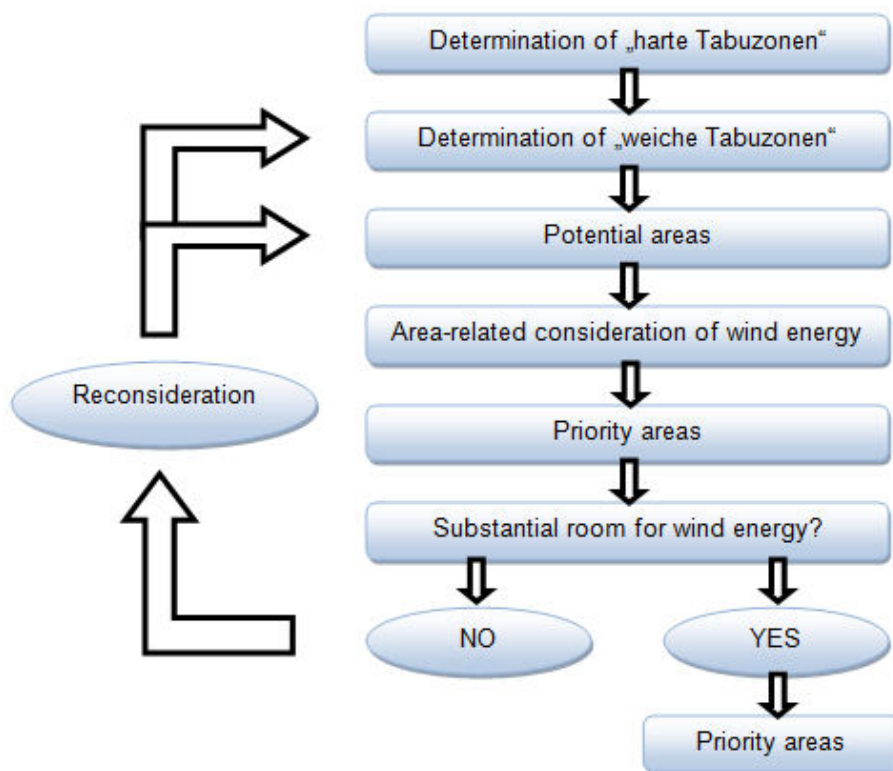 Determination of „harte Tabuzonen“
Determination of „weiche Tabuzonen“
Potential areas
Area-related consideration of wind energy
Reconsideration
Priority areas
Substantial room for wind energy?
NO
YES
Priority areas